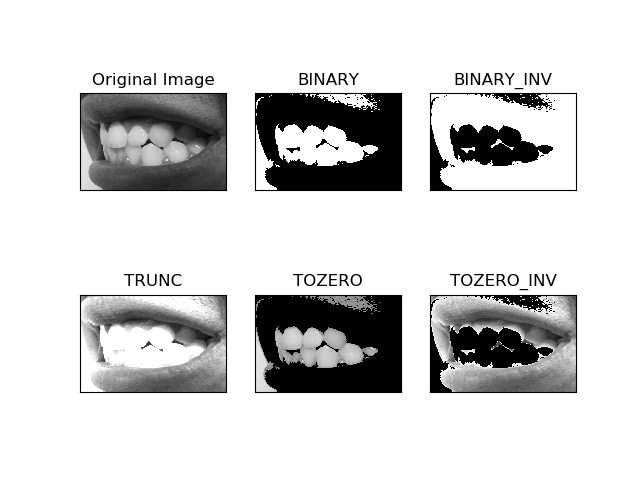 Original Image
BINARY
BINARY_INV
TRUNC
TOZERO
TOZERO_INV